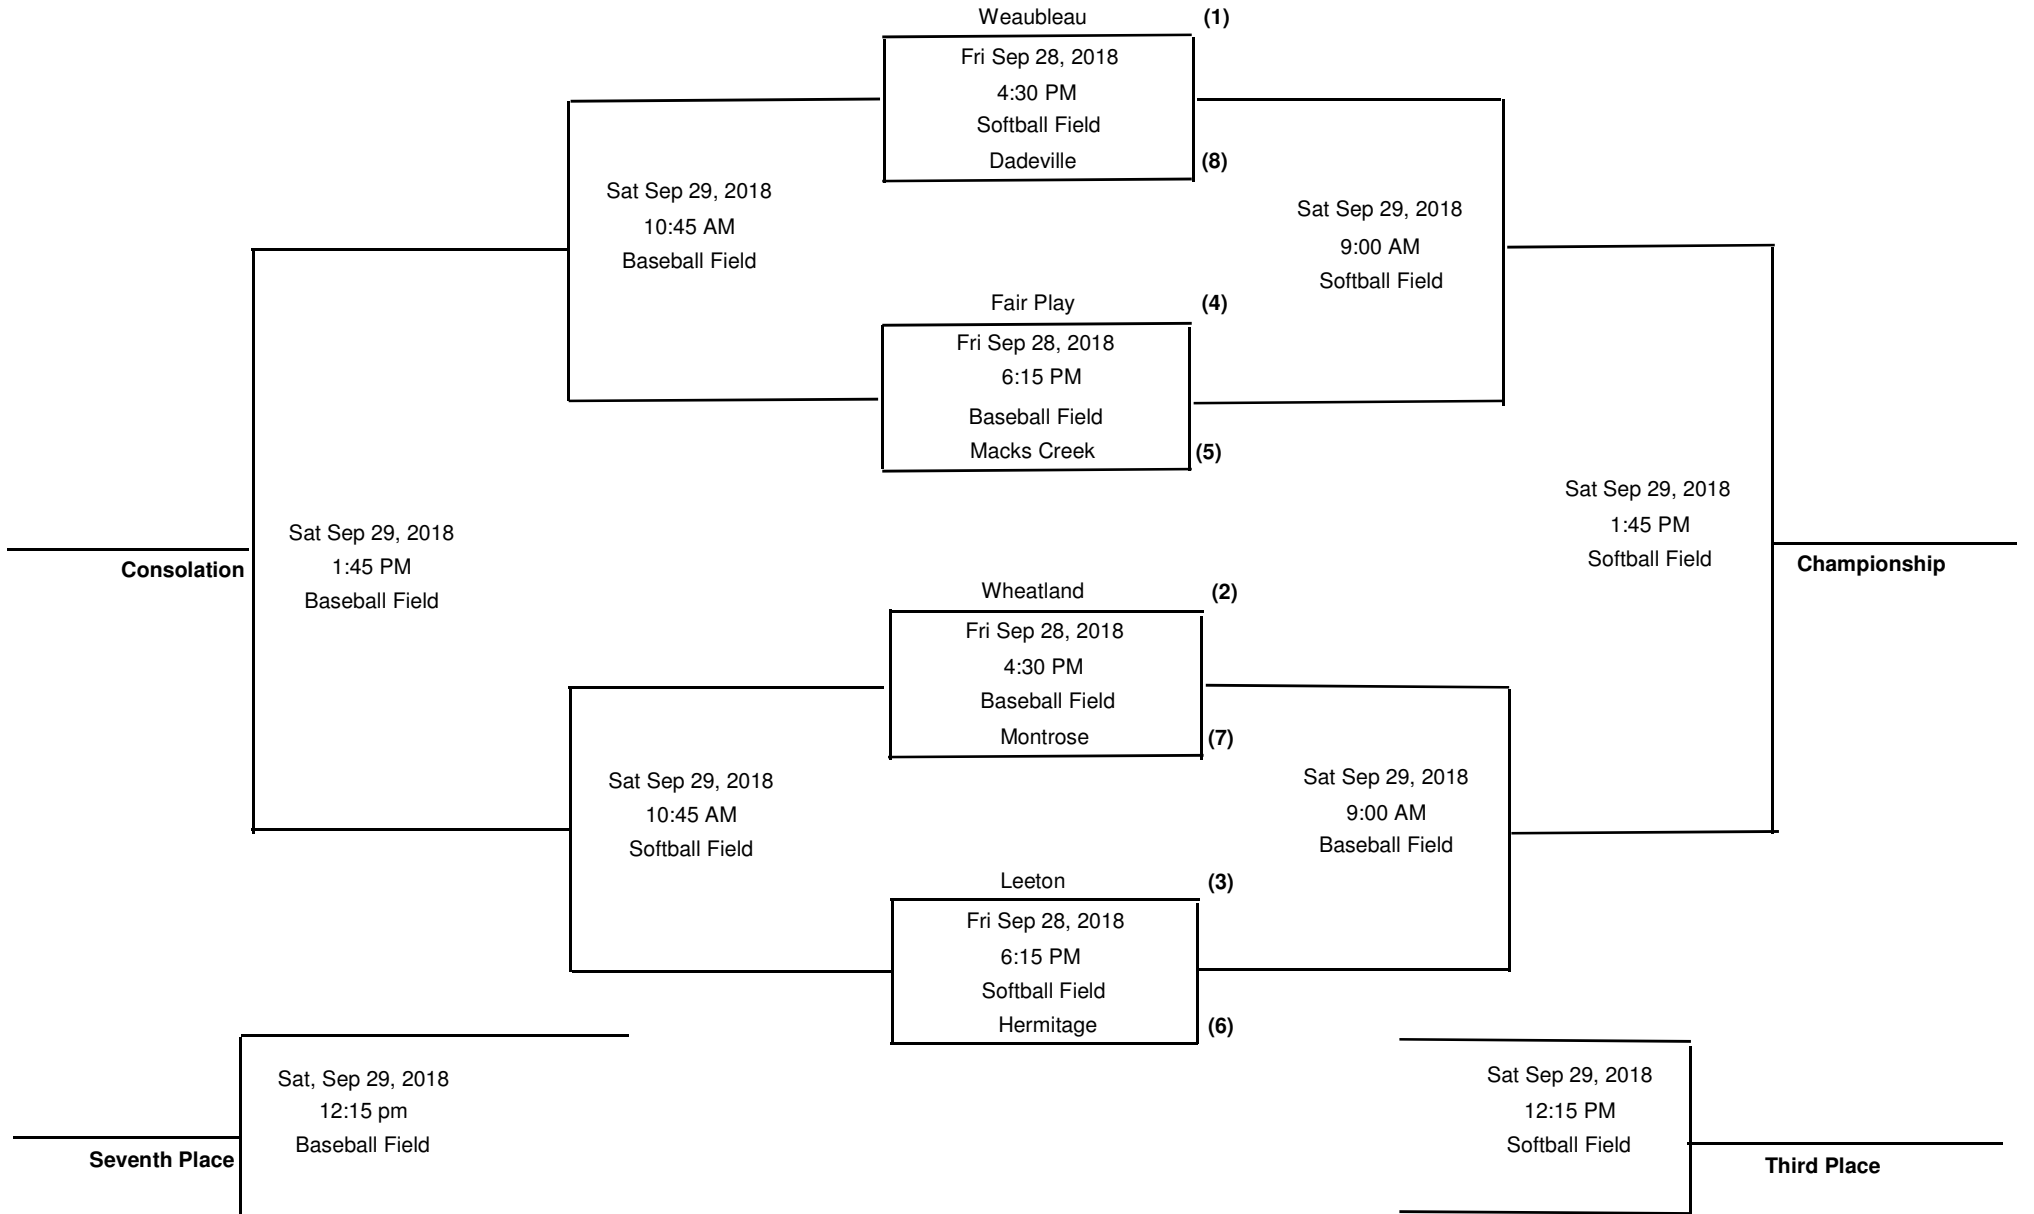 Weaubleau (1)
Fri Sep 28, 2018
4:30 PM
Softball Field
Dadeville (8)
Sat Sep 29, 2018
10:45 AM
Baseball Field
Sat Sep 29, 2018
9:00 AM
Softball Field
Fair Play (4)
Fri Sep 28, 2018
6:15 PM
Baseball Field
Macks Creek (5)
Sat Sep 29, 2018
1:45 PM
Baseball Field
Consolation
Sat Sep 29, 2018
1:45 PM
Softball Field
Championship
Wheatland (2)
Fri Sep 28, 2018
4:30 PM
Baseball Field
Montrose (7)
Sat Sep 29, 2018
10:45 AM
Softball Field
Sat Sep 29, 2018
9:00 AM
Baseball Field
Leeton (3)
Fri Sep 28, 2018
6:15 PM
Softball Field
Hermitage (6)
Sat, Sep 29, 2018
12:15 pm
Baseball Field
Seventh Place
Sat Sep 29, 2018
12:15 PM
Softball Field
Third Place